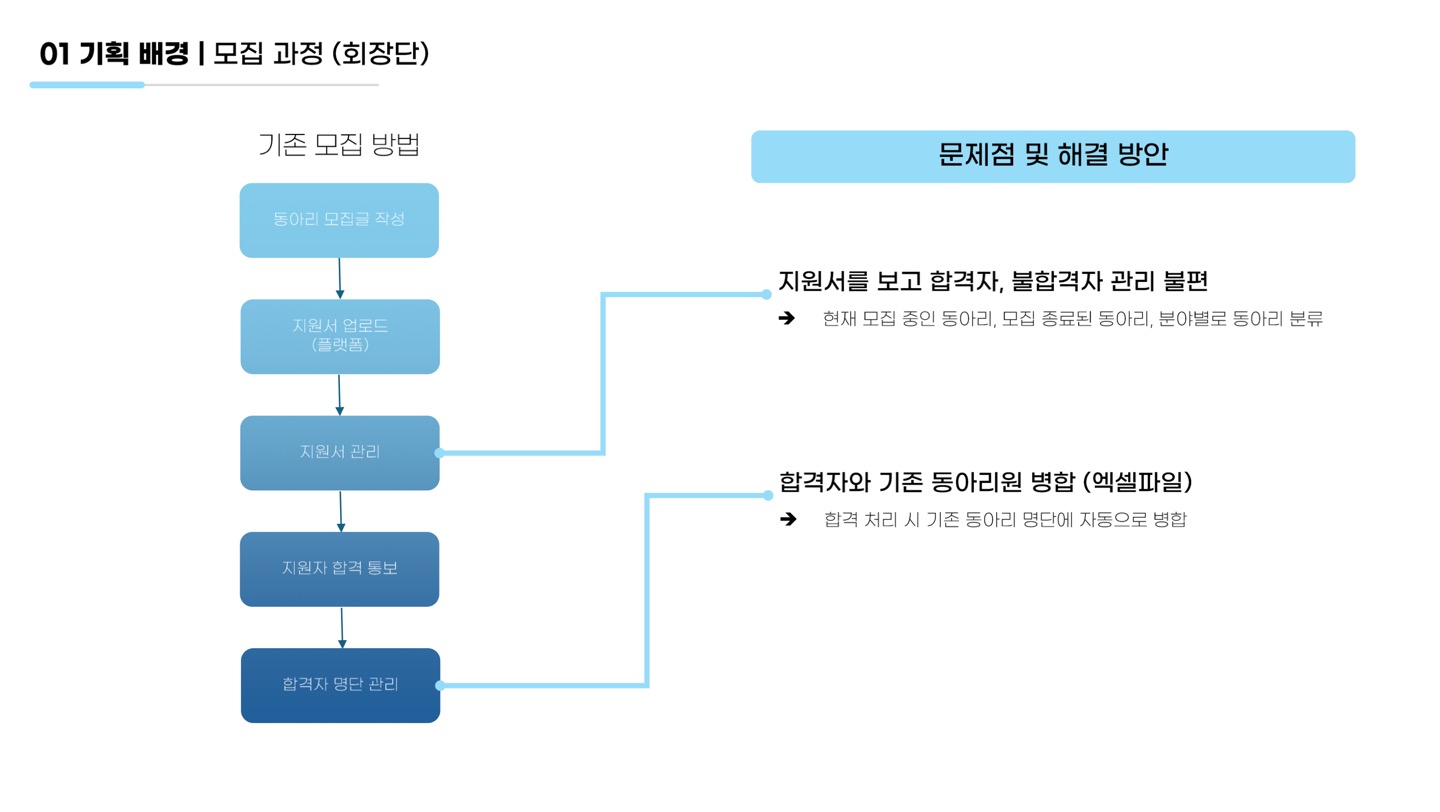 01 기획 배경 | 모집 과정 (회장단)
기존 모집 방법
동아리 모집글 작성
지원서 업로드
(플랫폼)
지원서 관리
지원자 합격 통보
합격자 명단 관리
문제점 및 해결 방안
지원서를 보고 합격자, 불합격자 관리 불편
➔ 현재 모집 중인 동아리, 모집 종료된 동아리, 분야별로 동아리 분류
합격자와 기존 동아리원 병합 (엑셀파일)
➔ 합격 처리 시 기존 동아리 명단에 자동으로 병합